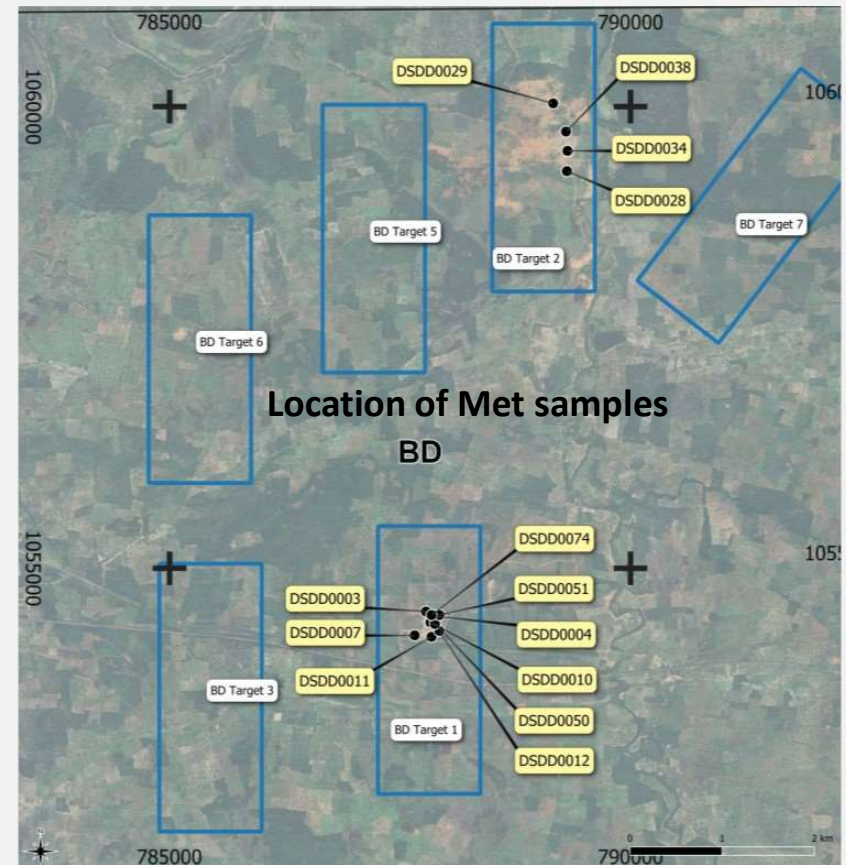 785000
790000
DSDD0029
DSDD0038
1060000
1060
DSDD0034
DSDD0028
BD Target 5
BD Target 7
BD Target 2
BD Target 6
Location of Met samples
BD
DSDD0074
1055000
1055
DSDD0051
DSDD0003
DSDD0007
DSDD0004
DSDD0011
DSDD0010
BD Target 3
DSDD0050
BD Target 1
DSDD0012
0 1 2 km
785000
790000